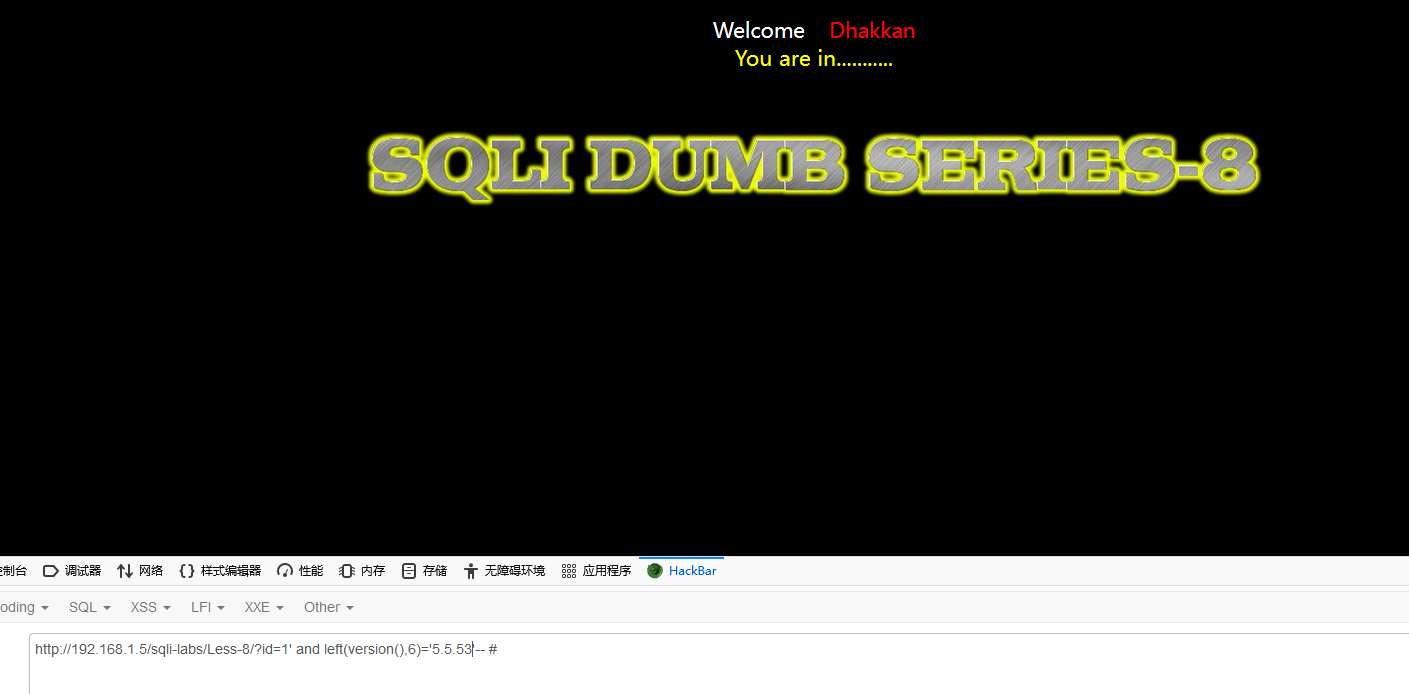 Welcome Dhakkan
You are in...........
SQLI DUMB SERIES-8
控制台 调试器 网络 样式编辑器 性能 内存 存储 无障碍环境 应用程序 HackBar
oding SQL XSS LFI XXE Other
http://192.168.1.5/sqli-labs/Less-8/?id=1' and left(version(),6)='5.5.53'-- #